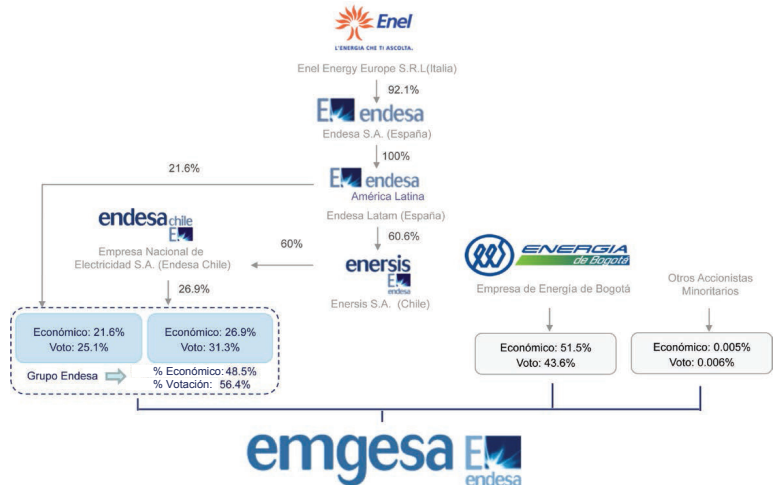 Enel
L'ENERGIA CHE TI ASCOLTA.
Enel Energy Europe S.R.L(Italia)
92.1%
endesa
Endesa S.A. (España)
100%
21.6%
endesa
América Latina
Endesa Latam (España)
60.6%
endesa chile
Empresa Nacional de
Electricidad S.A. (Endesa Chile)
60%
26.9%
enersis
endesa
Enersis S.A. (Chile)
ENERGIA
de Bogotá
Empresa de Energía de Bogotá
Otros Accionistas
Minoritarios
Económico: 21.6%
Voto: 25.1%
Económico: 26.9%
Voto: 31.3%
Grupo Endesa
% Económico: 48.5%
% Votación: 56.4%
Económico: 51.5%
Voto: 43.6%
Económico: 0.005%
Voto: 0.006%
emgesa
endesa